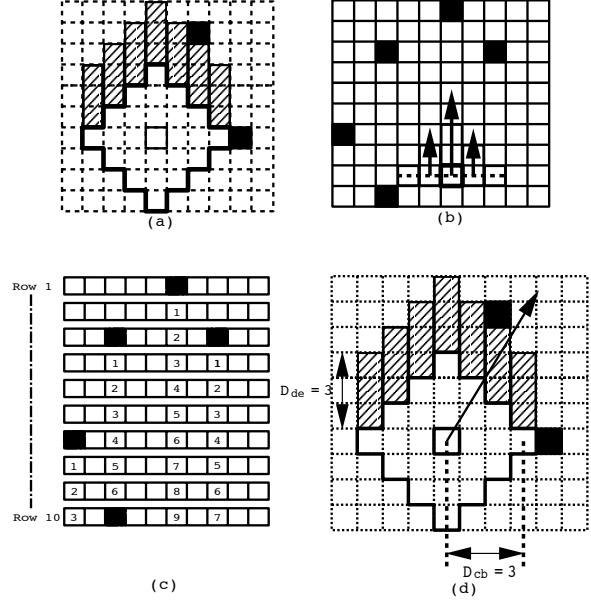 (a)
(b)
Row 1
1
2
1 3 1
2 4 2
3 5 3
4 6 4
1 5 7 5
2 6 8 6
Row 10 3 9 7
(c)
D de = 3
D cb = 3
(d)